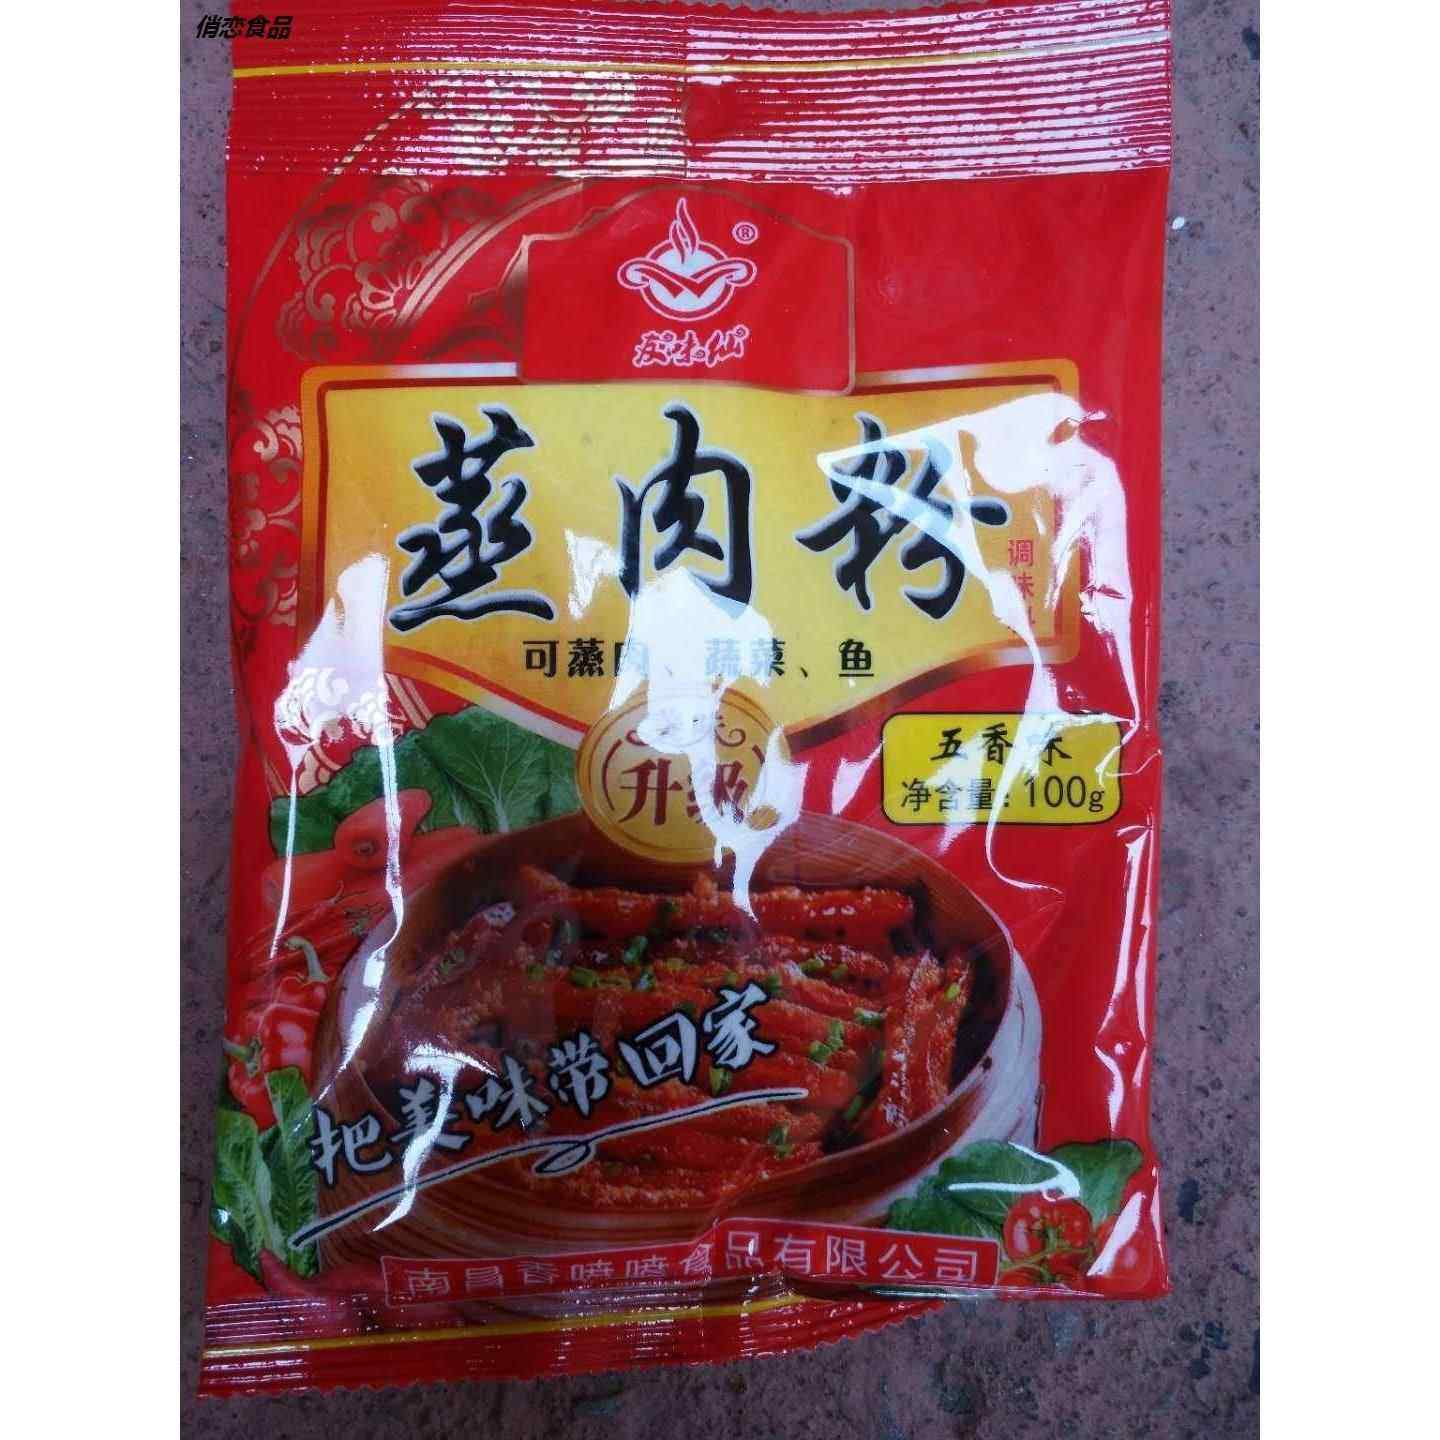 俏恋食品
®
味仙
蒸肉粉
调味料
可蒸肉、蔬菜、鱼
升级
五香味
净含量：100g
把美味带回家
南昌香喷喷食品有限公司